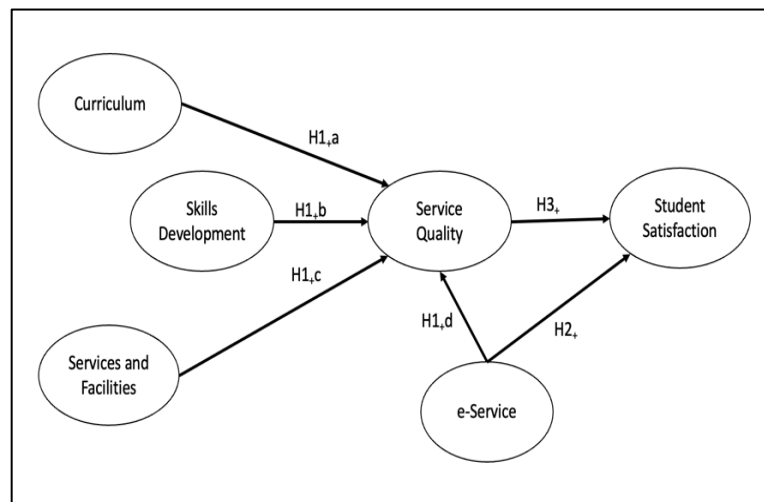 Curriculum
H1₊a
Skills
Development
H1₊b
Service
Quality
H3₊
Student
Satisfaction
H1₊c
Services and
Facilities
H1₊d
H2₊
e-Service